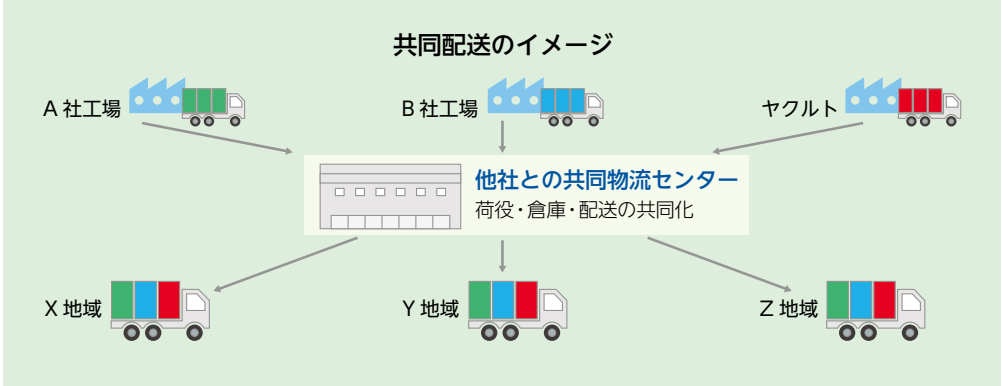 共同配送のイメージ
A 社工場
B 社工場
ヤクルト
他社との共同物流センター
荷役・倉庫・配送の共同化
X 地域
Y 地域
Z 地域